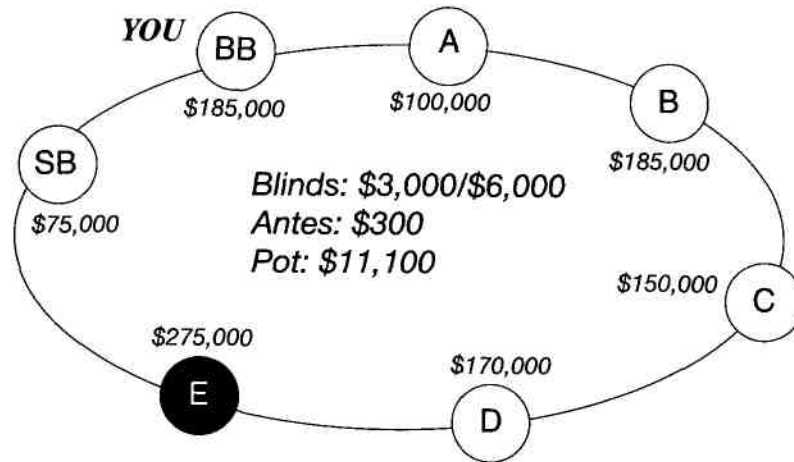 YOU
BB
A
$185,000
$100,000
B
$185,000
SB
$75,000
Blinds: $3,000/$6,000
Antes: $300
Pot: $11,100
C
$150,000
$275,000
E
$170,000
D